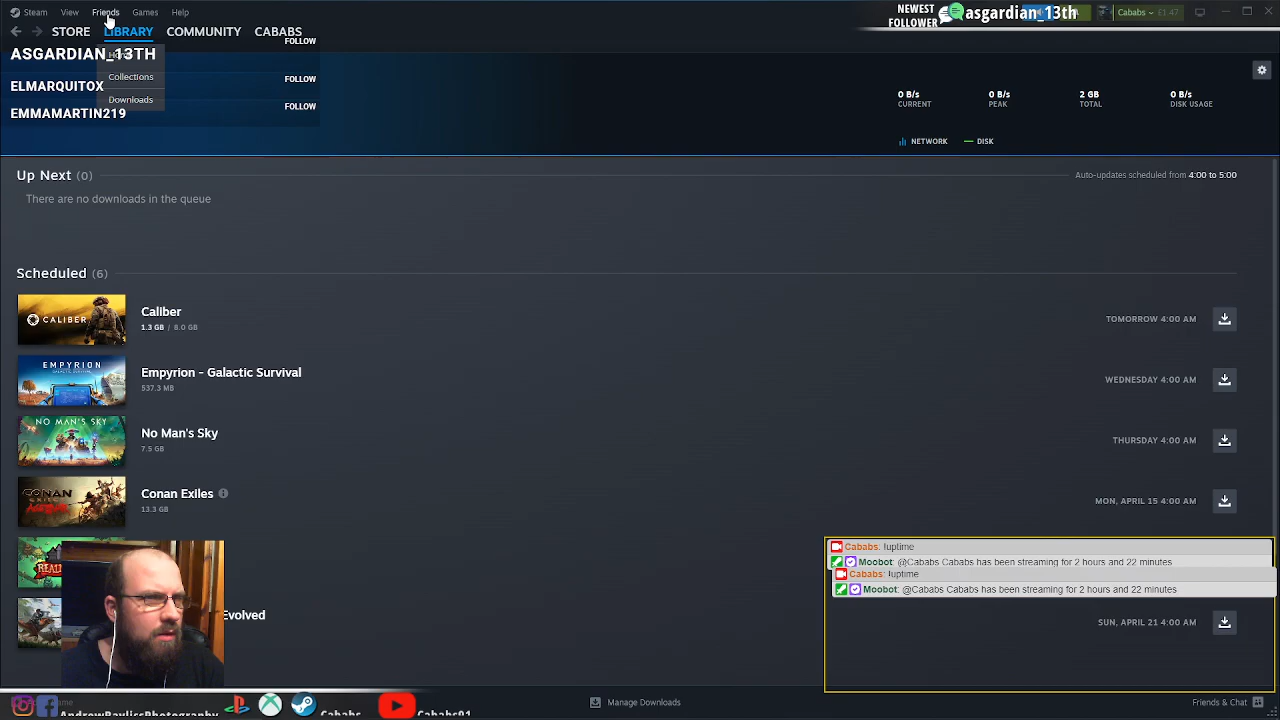 Steam View Friends Games Help
NEWEST FOLLOWER asgardian_13th
Cababs £1.47
STORE LIBRARY COMMUNITY CABABS
FOLLOW
ASGARDIAN_13TH
Collections
ELMARQUITOX FOLLOW
Downloads
EMMAMARTIN219 FOLLOW
0 B/s CURRENT
0 B/s PEAK
2 GB TOTAL
0 B/s DISK USAGE
NETWORK DISK
Up Next (0)
Auto-updates scheduled from 4:00 to 5:00
There are no downloads in the queue
Scheduled (6)
CALIBER
Caliber
1.3 GB / 8.0 GB
TOMORROW 4:00 AM
EMPYRION
GALACTIC SURVIVAL
Empyrion - Galactic Survival
537.3 MB
WEDNESDAY 4:00 AM
NO MAN'S SKY
No Man's Sky
7.5 GB
THURSDAY 4:00 AM
CONAN
Conan Exiles
13.3 GB
MON, APRIL 15 4:00 AM
Evolved
SUN, APRIL 21 4:00 AM
Cababs: !uptime
Moobot: @Cababs Cababs has been streaming for 2 hours and 22 minutes
Cababs: !uptime
Moobot: @Cababs Cababs has been streaming for 2 hours and 22 minutes
Manage Downloads
Friends & Chat
AndrewBaylissPhotography
Cababs
Cababs91